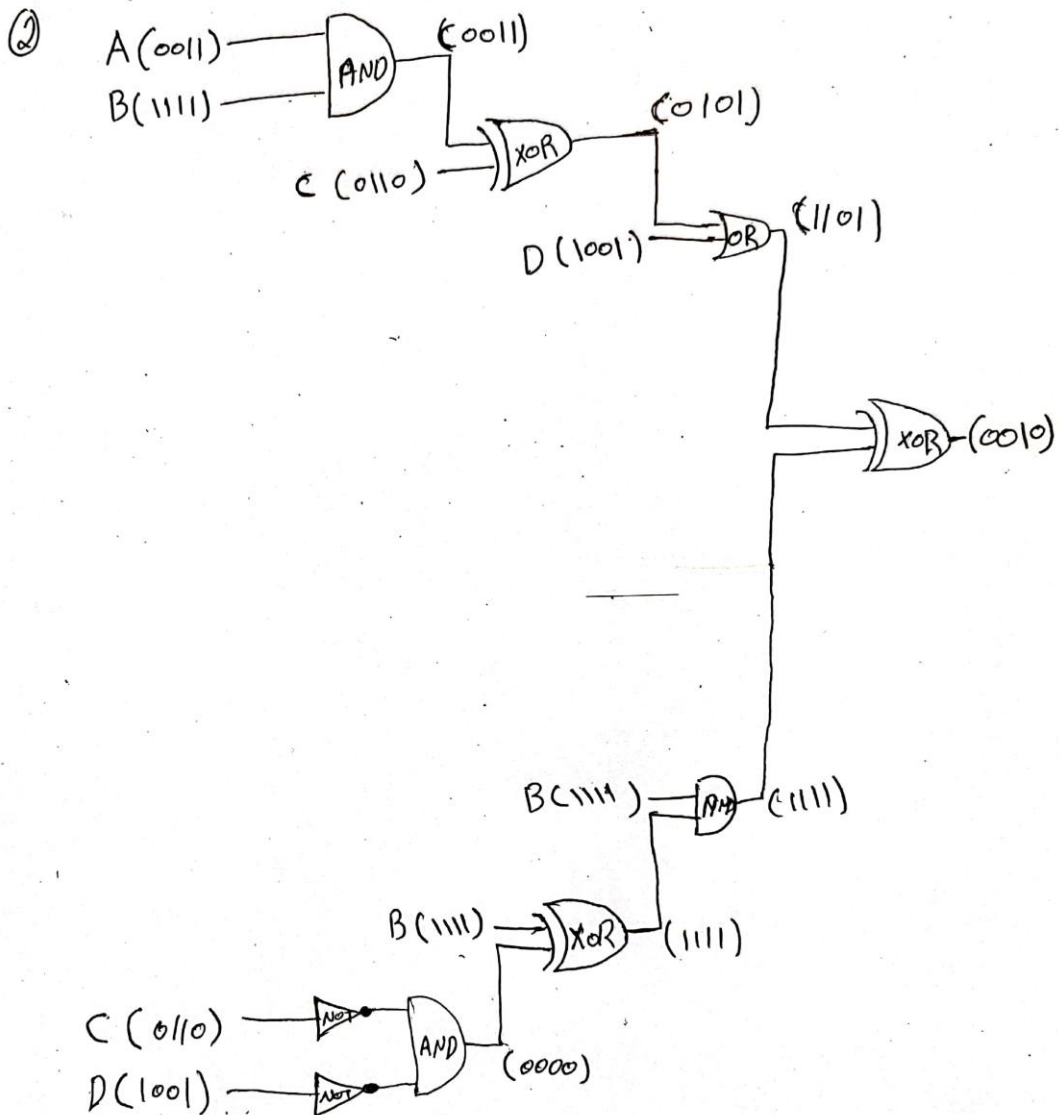 ②
A(0011)
AND
(0011)
B(1111)
XOR
(0101)
C (0110)
OR
(1101)
D(1001)
XOR
(0010)
B(1111)
AND
(1111)
B(1111)
XOR
(1111)
C (0110)
NOT
AND
(0000)
D(1001)
NOT